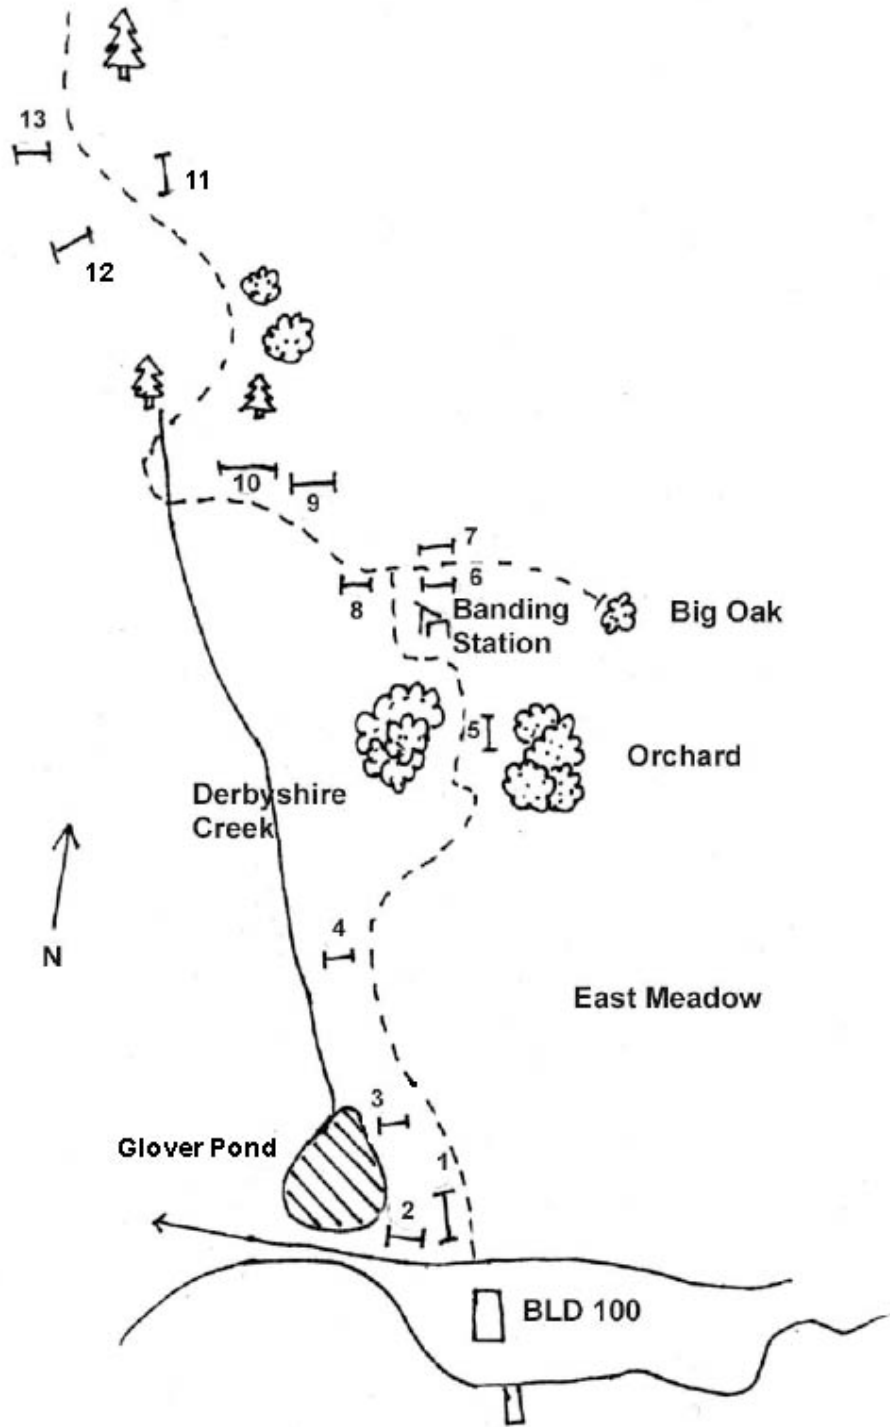 13
11
12
10
9
7
6
8
Banding
Station
Big Oak
5
Orchard
Derbyshire
Creek
4
N
East Meadow
3
Glover Pond
1
2
BLD 100